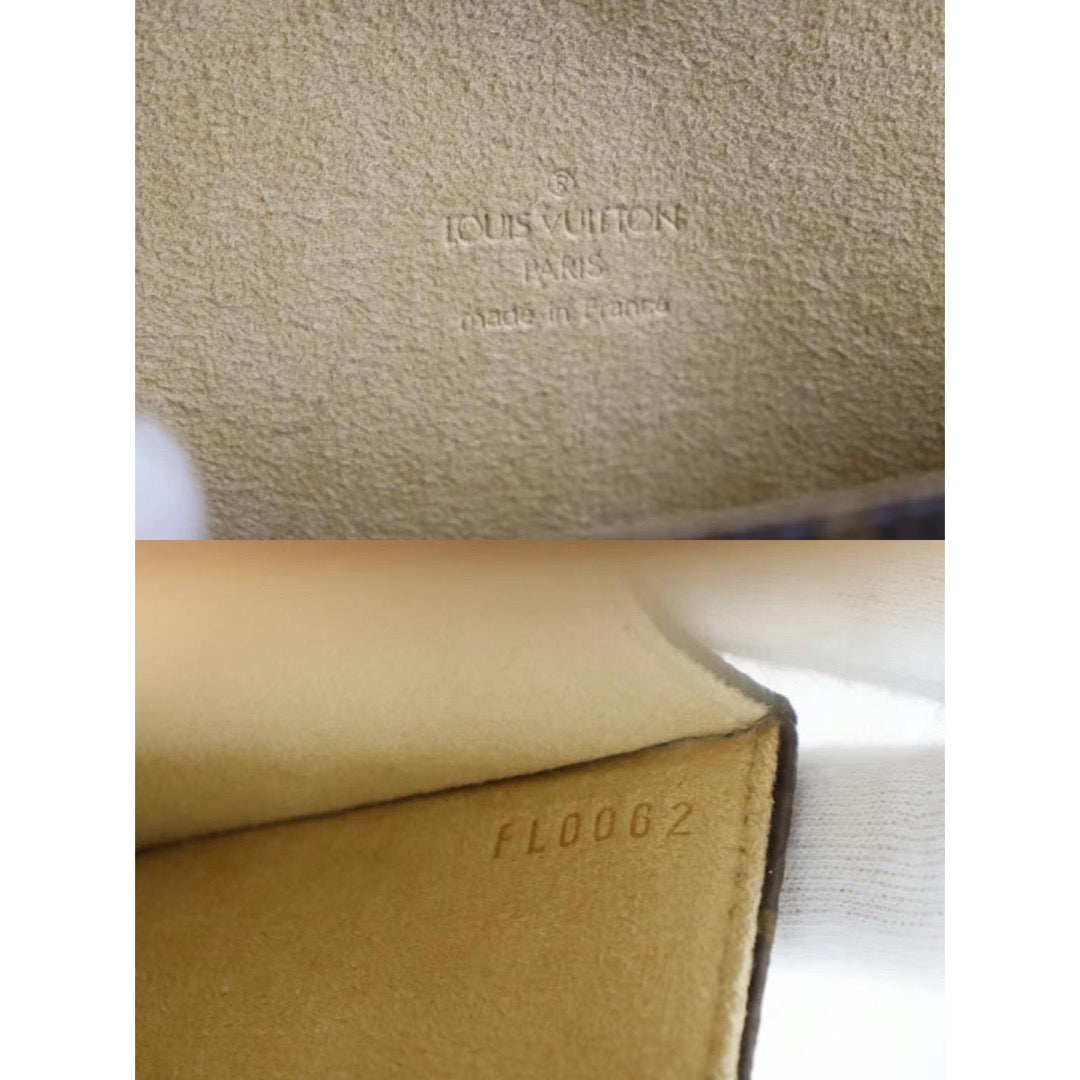 ®
LOUIS VUITTON
PARIS
made in France
FL0062